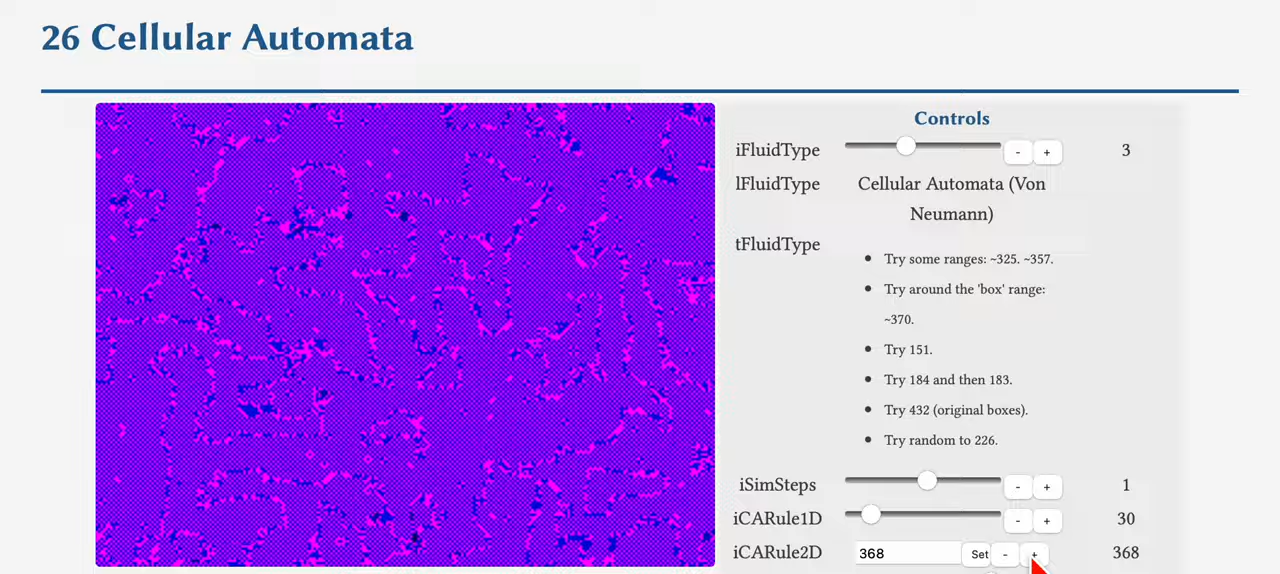 26 Cellular Automata
Controls
iFluidType - + 3
lFluidType Cellular Automata (Von
Neumann)
tFluidType
• Try some ranges: ~325. ~357.
• Try around the 'box' range:
~370.
• Try 151.
• Try 184 and then 183.
• Try 432 (original boxes).
• Try random to 226.
iSimSteps - + 1
iCARule1D - + 30
iCARule2D 368 Set - + 368